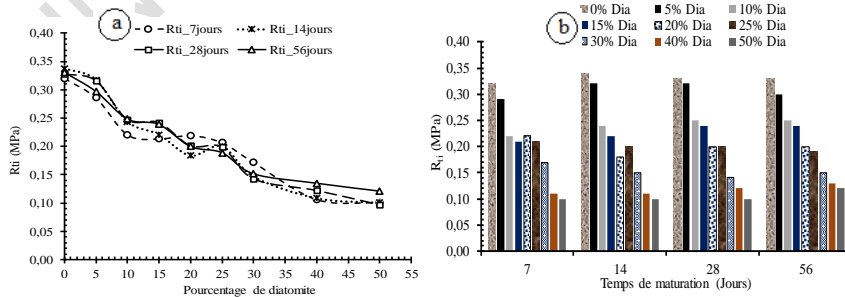 a
Rti_7jours
Rti_14jours
Rti_28jours
Rti_56jours
0,40
0,35
0,30
0,25
0,20
0,15
0,10
0,05
0,00
Rti (MPa)
0 5 10 15 20 25 30 35 40 45 50 55
Pourcentage de diatomite
b
0% Dia 5% Dia 10% Dia
15% Dia 20% Dia 25% Dia
30% Dia 40% Dia 50% Dia
0,40
0,35
0,30
0,25
0,20
0,15
0,10
0,05
0,00
Rti (MPa)
7 14 28 56
Temps de maturation (Jours)